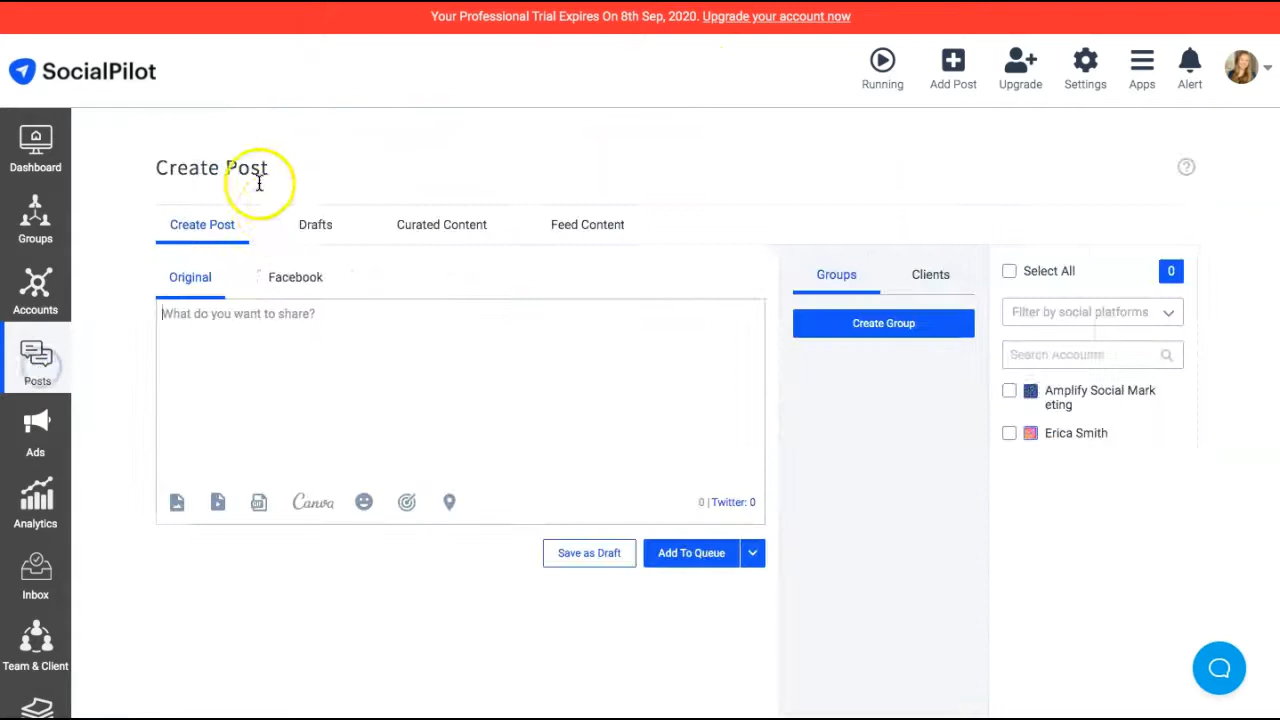 Your Professional Trial Expires On 8th Sep, 2020. Upgrade your account now
SocialPilot
Running
Add Post
Upgrade
Settings
Apps
Alert
Dashboard
Groups
Accounts
Posts
Ads
Analytics
Inbox
Team & Client
Create Post
Create Post
Drafts
Curated Content
Feed Content
Original
Facebook
What do you want to share?
GIF
Canva
0 | Twitter: 0
Save as Draft
Add To Queue
Groups
Clients
Create Group
Select All
0
Filter by social platforms
Search Accounts
Amplify Social Mark
eting
Erica Smith